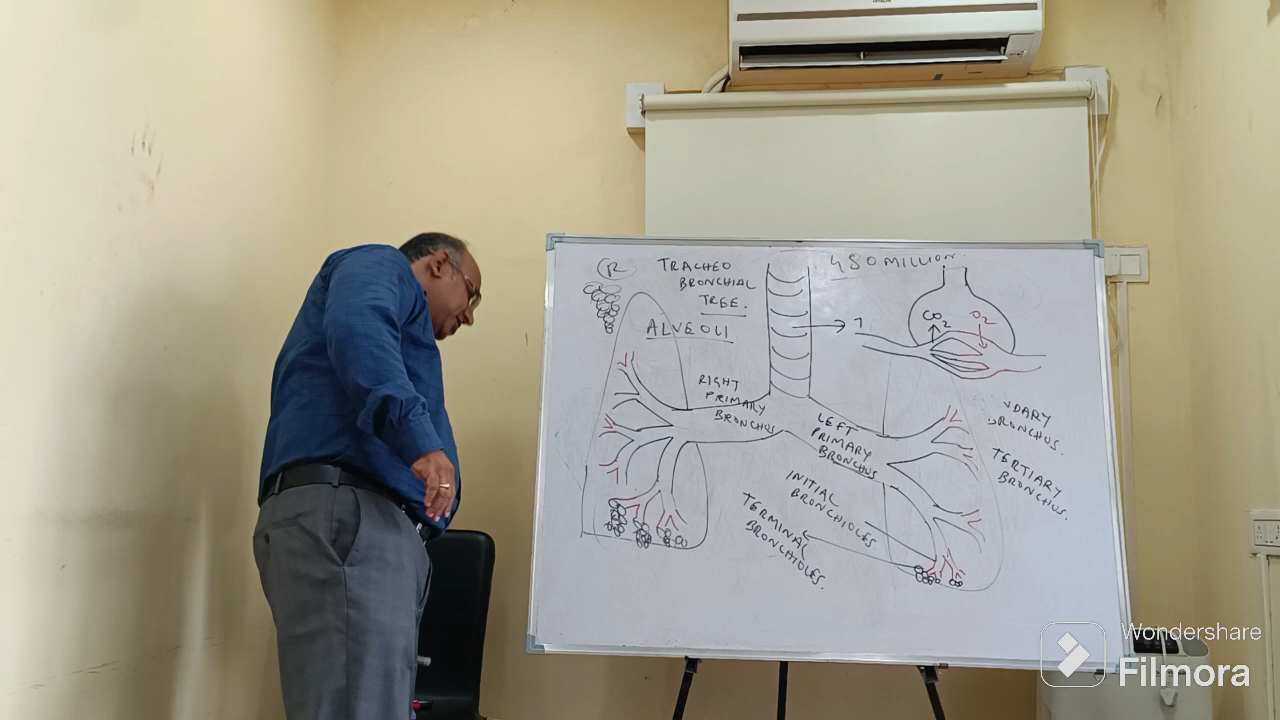 R
TRACHEO
BRONCHIAL
TREE.
ALVEOLI
480 MILLION.
CO2
O2
RIGHT
PRIMARY
BRONCHUS
LEFT
PRIMARY
BRONCHUS
BRONCHUS.
TERTIARY
BRONCHUS.
INITIAL
BRONCHIOLES
TERMINAL
BRONCHIOLES.
Wondershare
Filmora